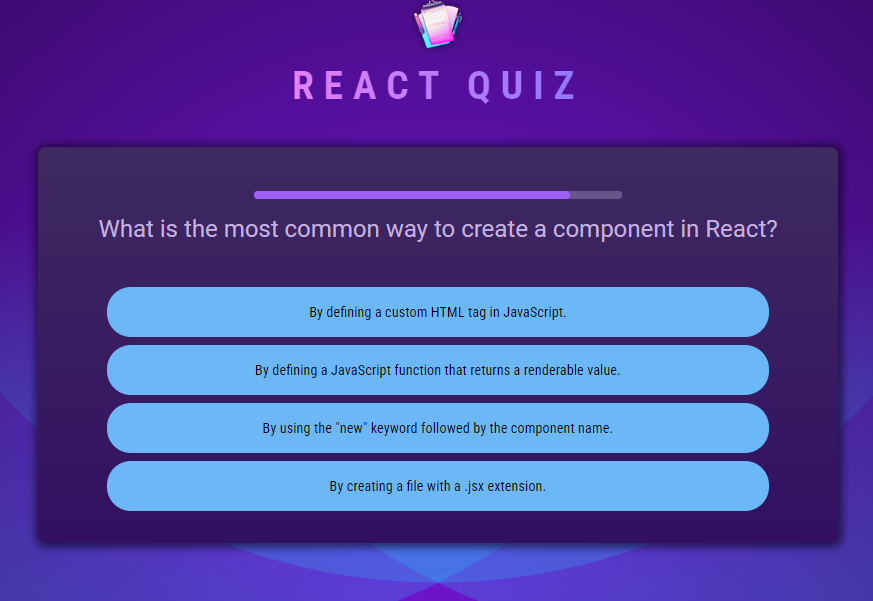 REACT QUIZ
What is the most common way to create a component in React?
By defining a custom HTML tag in JavaScript.
By defining a JavaScript function that returns a renderable value.
By using the "new" keyword followed by the component name.
By creating a file with a .jsx extension.